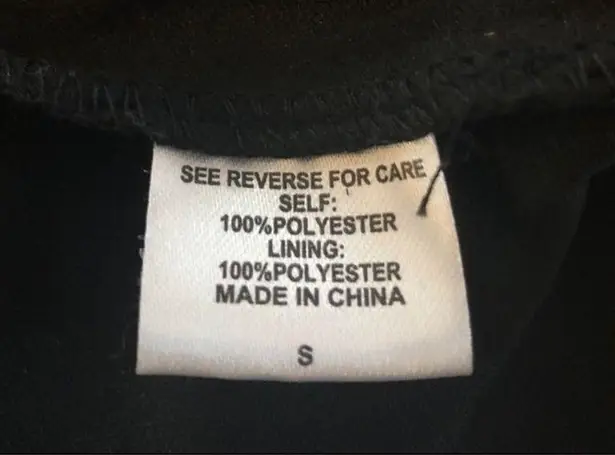 SEE REVERSE FOR CARE
SELF:
100%POLYESTER
LINING:
100%POLYESTER
MADE IN CHINA
S